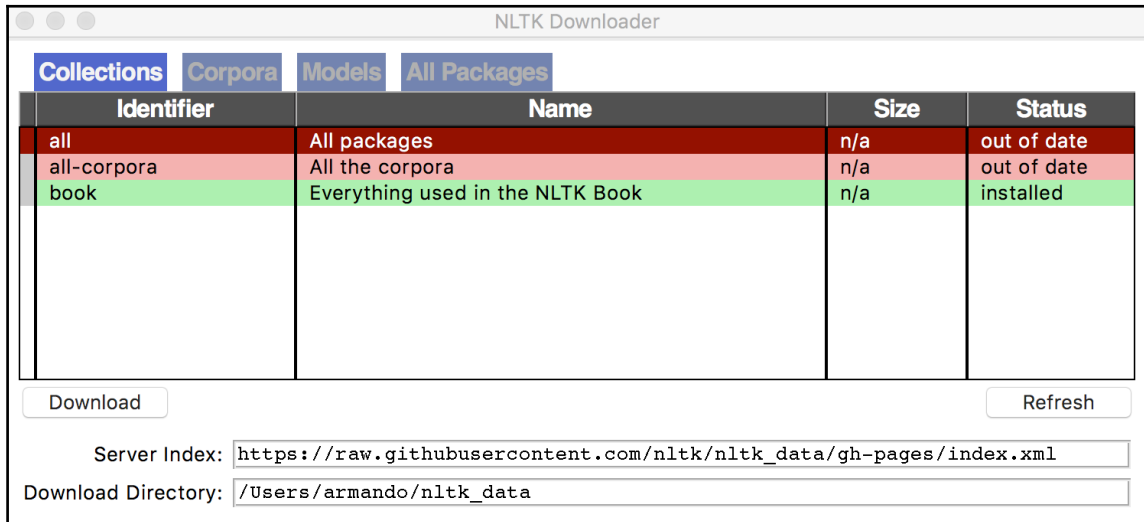 NLTK Downloader
Collections Corpora Models All Packages
Identifier Name Size Status
all All packages n/a out of date
all-corpora All the corpora n/a out of date
book Everything used in the NLTK Book n/a installed
Download Refresh
Server Index: https://raw.githubusercontent.com/nltk/nltk_data/gh-pages/index.xml
Download Directory: /Users/armando/nltk_data